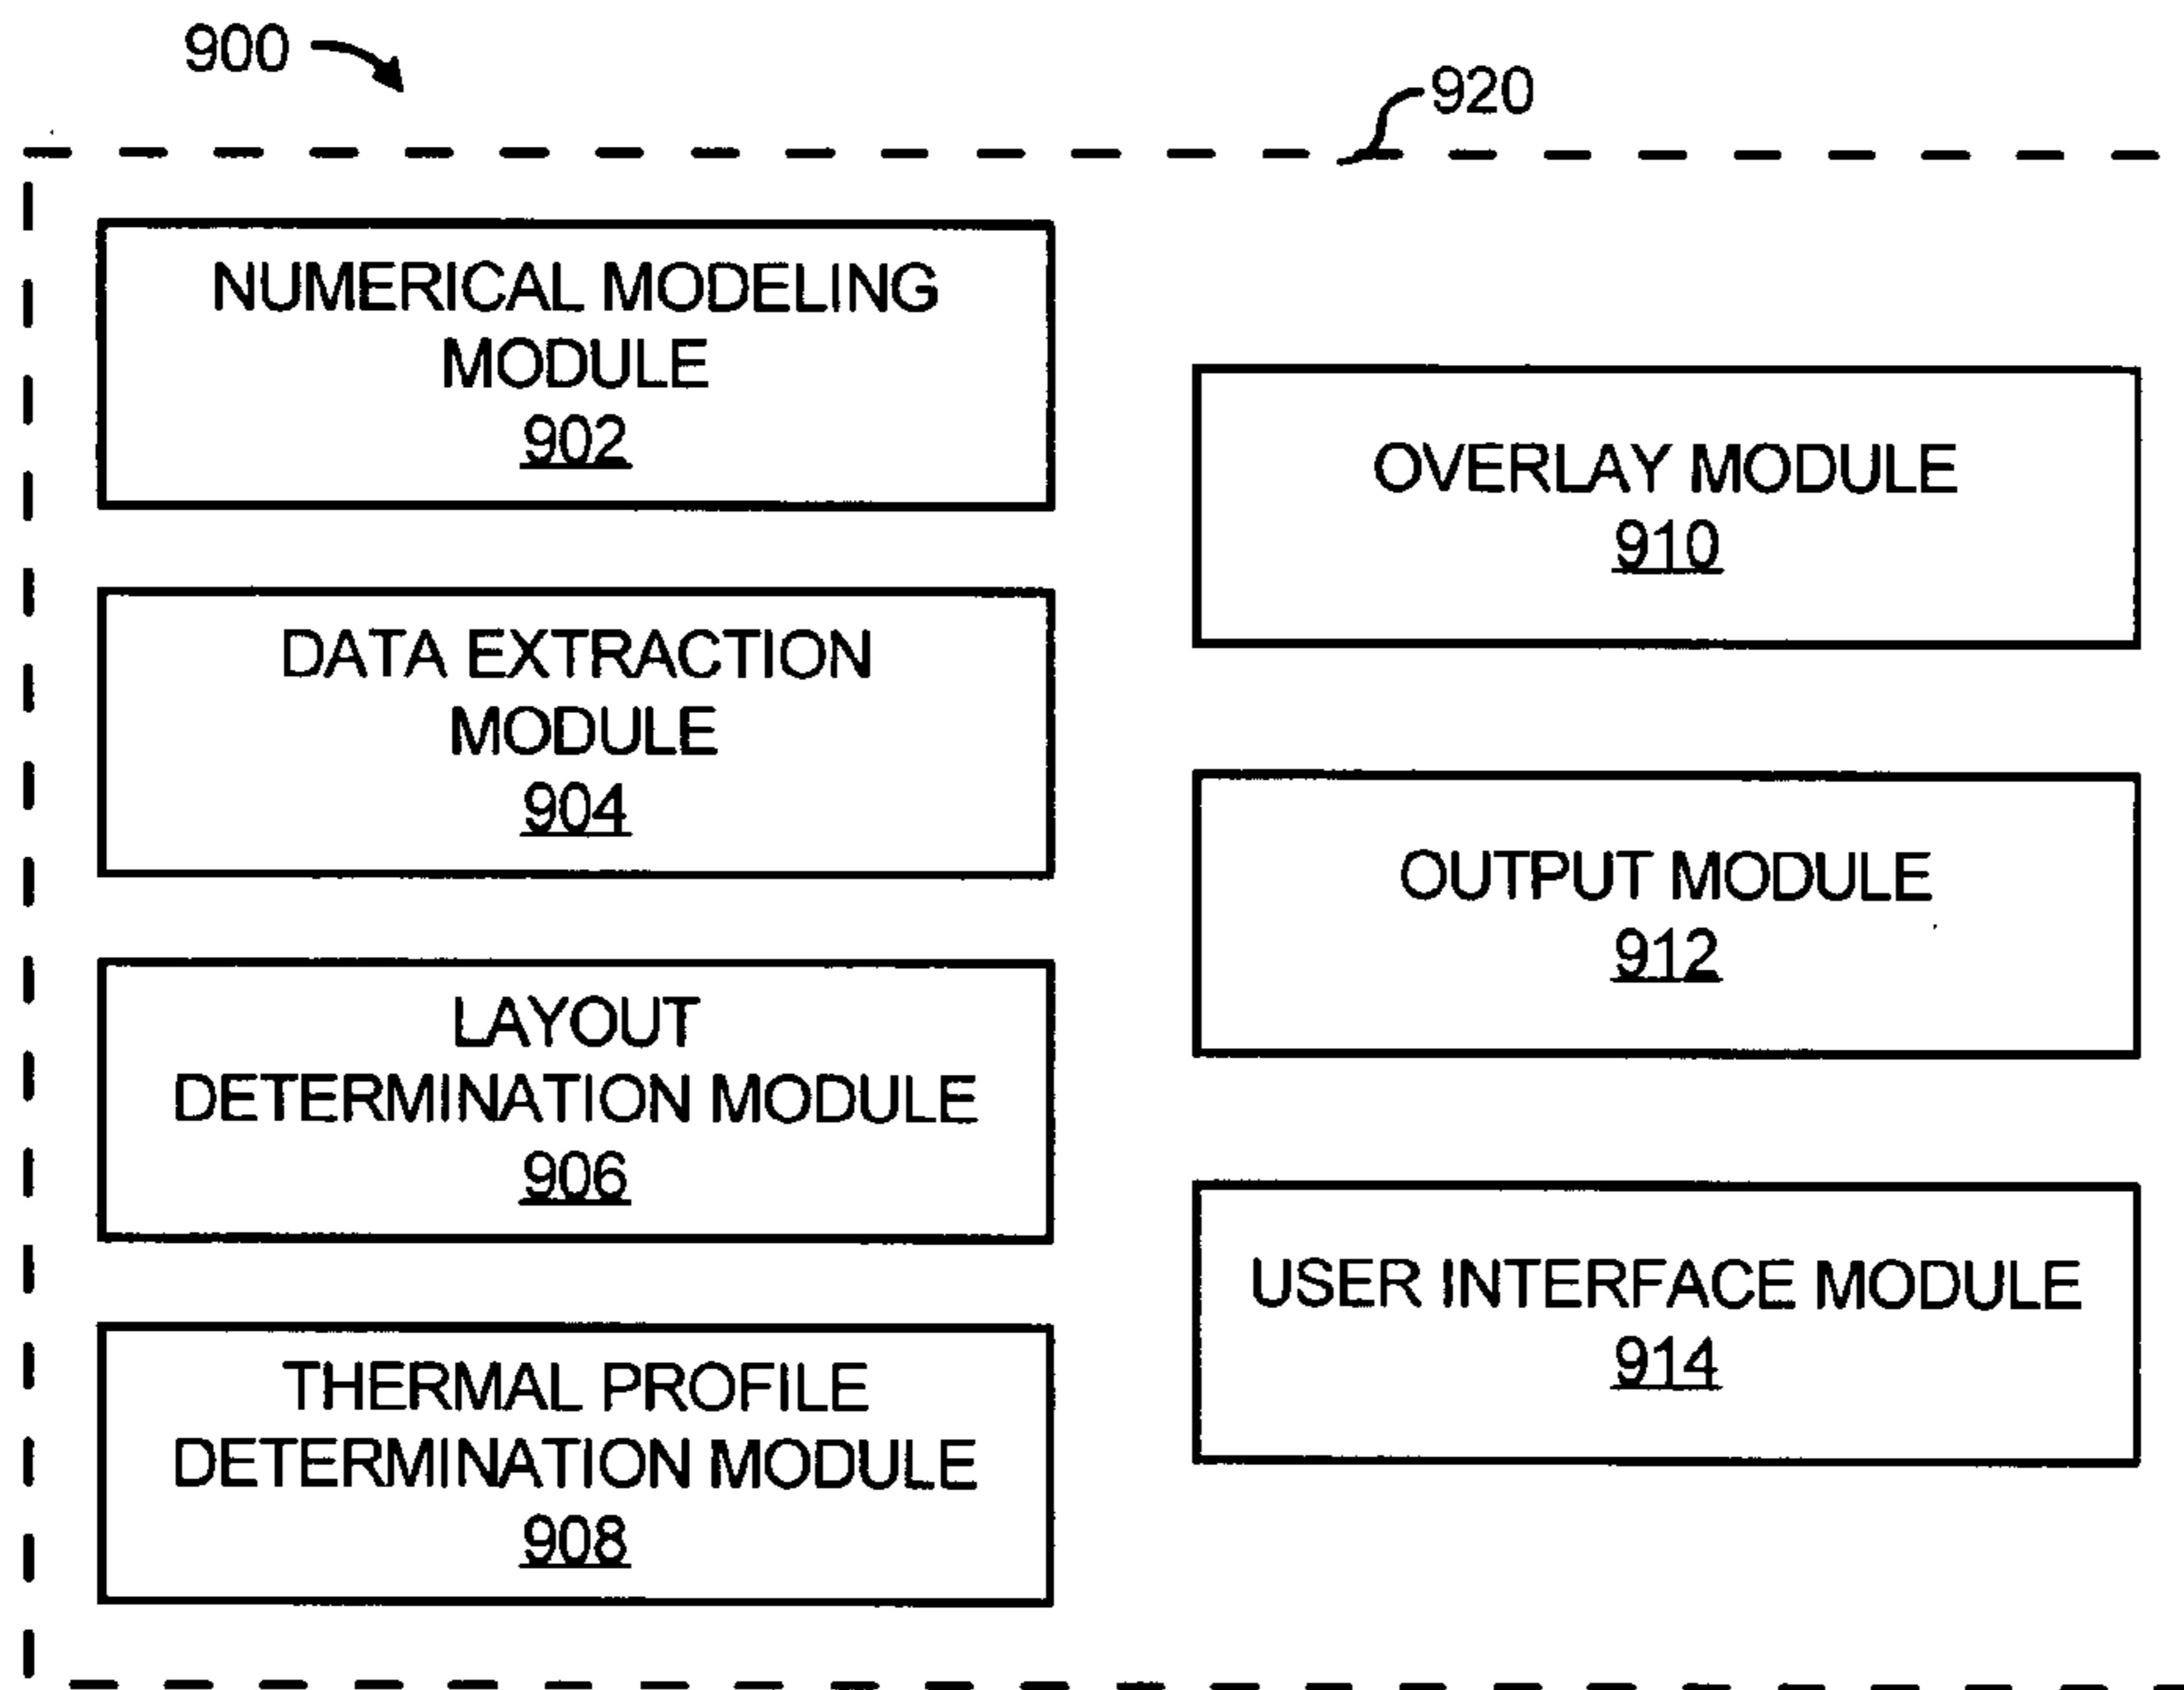 900
920
NUMERICAL MODELING
MODULE
902
DATA EXTRACTION
MODULE
904
LAYOUT
DETERMINATION MODULE
906
THERMAL PROFILE
DETERMINATION MODULE
908
OVERLAY MODULE
910
OUTPUT MODULE
912
USER INTERFACE MODULE
914